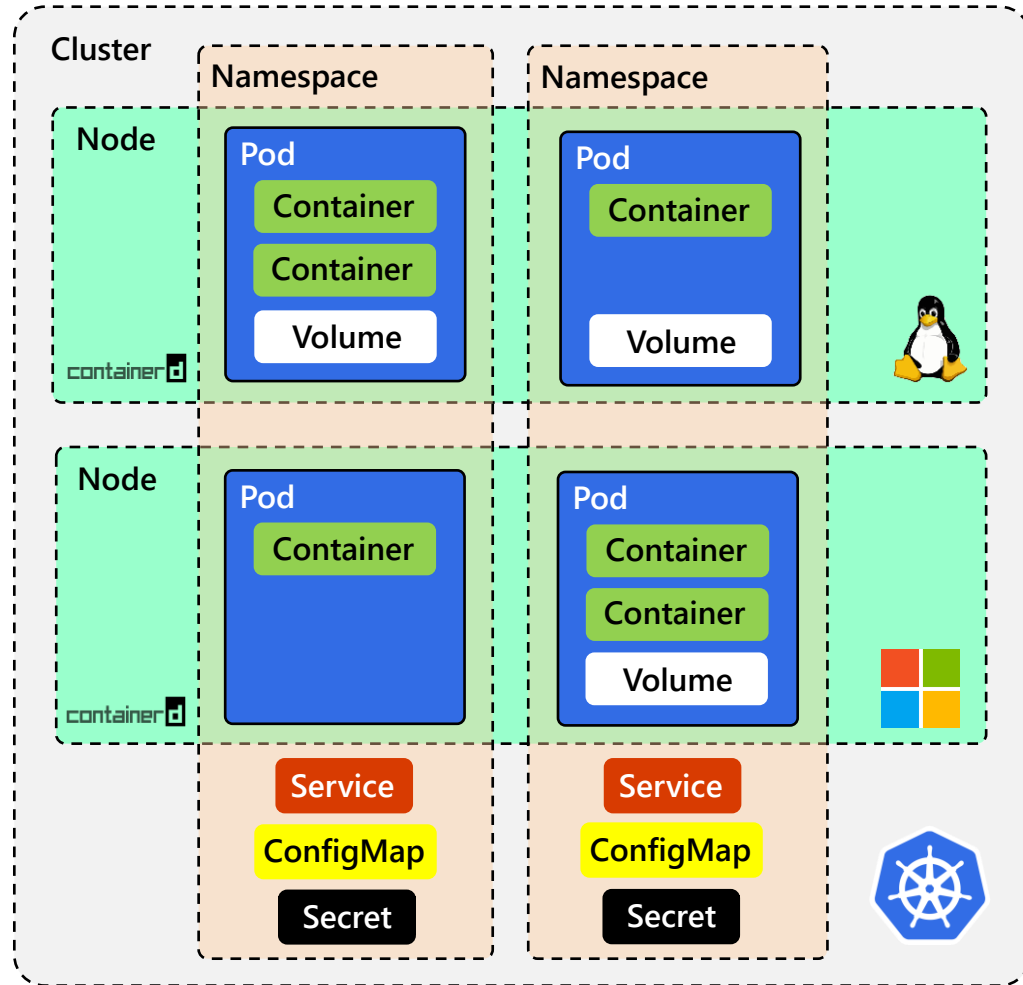 Cluster
Namespace
Namespace
Node
Pod
Container
Container
Volume
containerd
Pod
Container
Volume
Node
Pod
Container
containerd
Pod
Container
Container
Volume
Service
ConfigMap
Secret
Service
ConfigMap
Secret